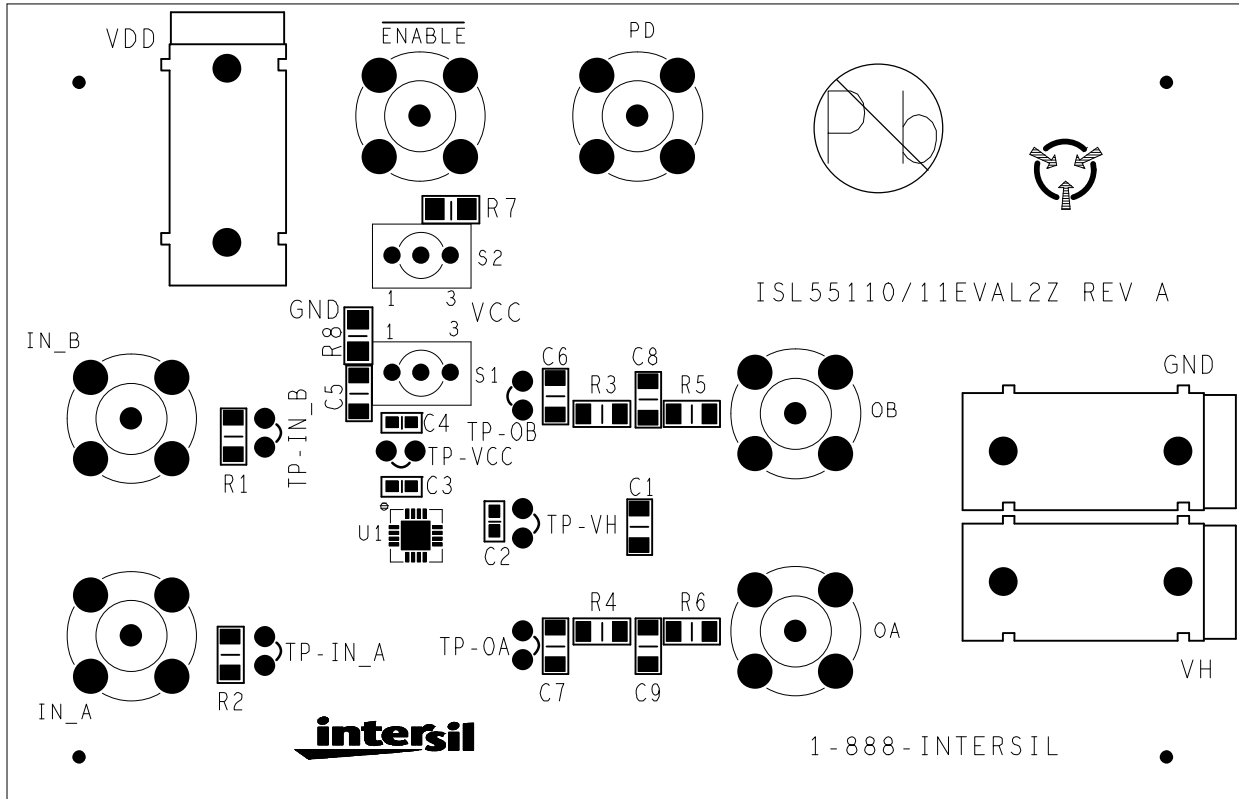 VDD
ENABLE
PD
Pb
R7
S2
1 3
GND
VCC
ISL55110/11EVAL2Z REV A
R8
1 3
IN_B
S1
C6
C8
GND
C5
R3
R5
OB
C4
TP-OB
TP-IN_B
TP-VCC
R1
C3
C1
U1
TP-VH
C2
R4
R6
OA
TP-IN_A
TP-OA
VH
R2
C7
C9
IN_A
intersil
1-888-INTERSIL